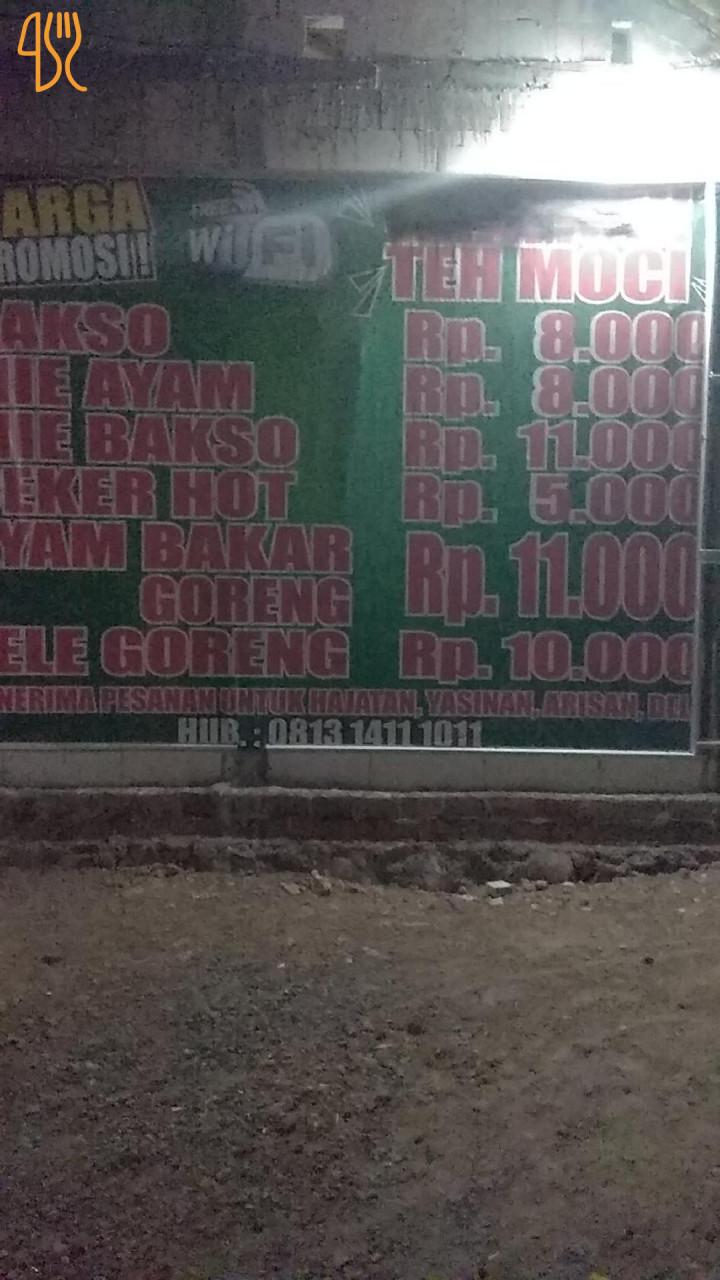 ARGA
ROMOSI!!
FREE
WiFi
TEH MOCI
AKSO Rp. 8.000
IE AYAM Rp. 8.000
IE BAKSO Rp. 11.000
EKER HOT Rp. 5.000
YAM BAKAR
GORENG Rp. 11.000
ELE GORENG Rp. 10.000
NERIMA PESANAN UNTUK HAJATAN, YASINAN, ARISAN, DLL
HUB. : 0813 1411 1011